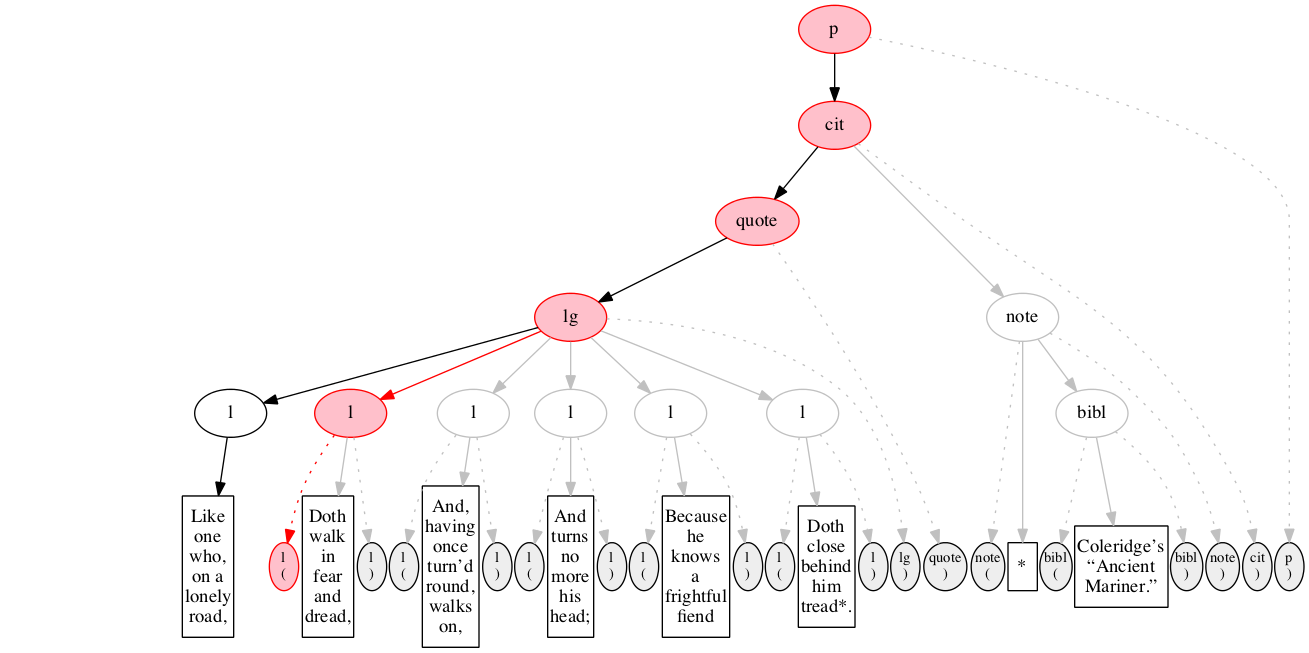 p
cit
quote
lg
note
l
l
l
l
l
l
bibl
Like
one
who,
on a
lonely
road,
l
(
Doth
walk
in
fear
and
dread,
l
)
l
(
And,
having
once
turn’d
round,
walks
on,
l
)
l
(
And
turns
no
more
his
head;
l
)
l
(
Because
he
knows
a
frightful
fiend
l
)
l
(
Doth
close
behind
him
tread*.
l
)
lg
)
quote
)
note
(
*
bibl
(
Coleridge’s
“Ancient
Mariner.”
bibl
)
note
)
cit
)
p
)